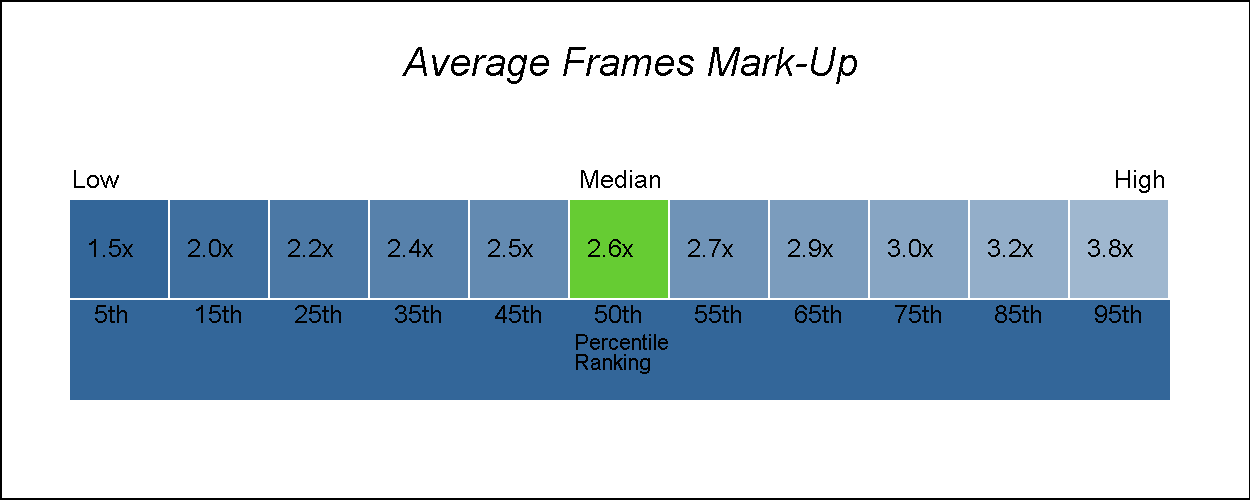 Average Frames Mark-Up
Low Median High
1.5x 2.0x 2.2x 2.4x 2.5x 2.6x 2.7x 2.9x 3.0x 3.2x 3.8x
5th 15th 25th 35th 45th 50th 55th 65th 75th 85th 95th
Percentile
Ranking